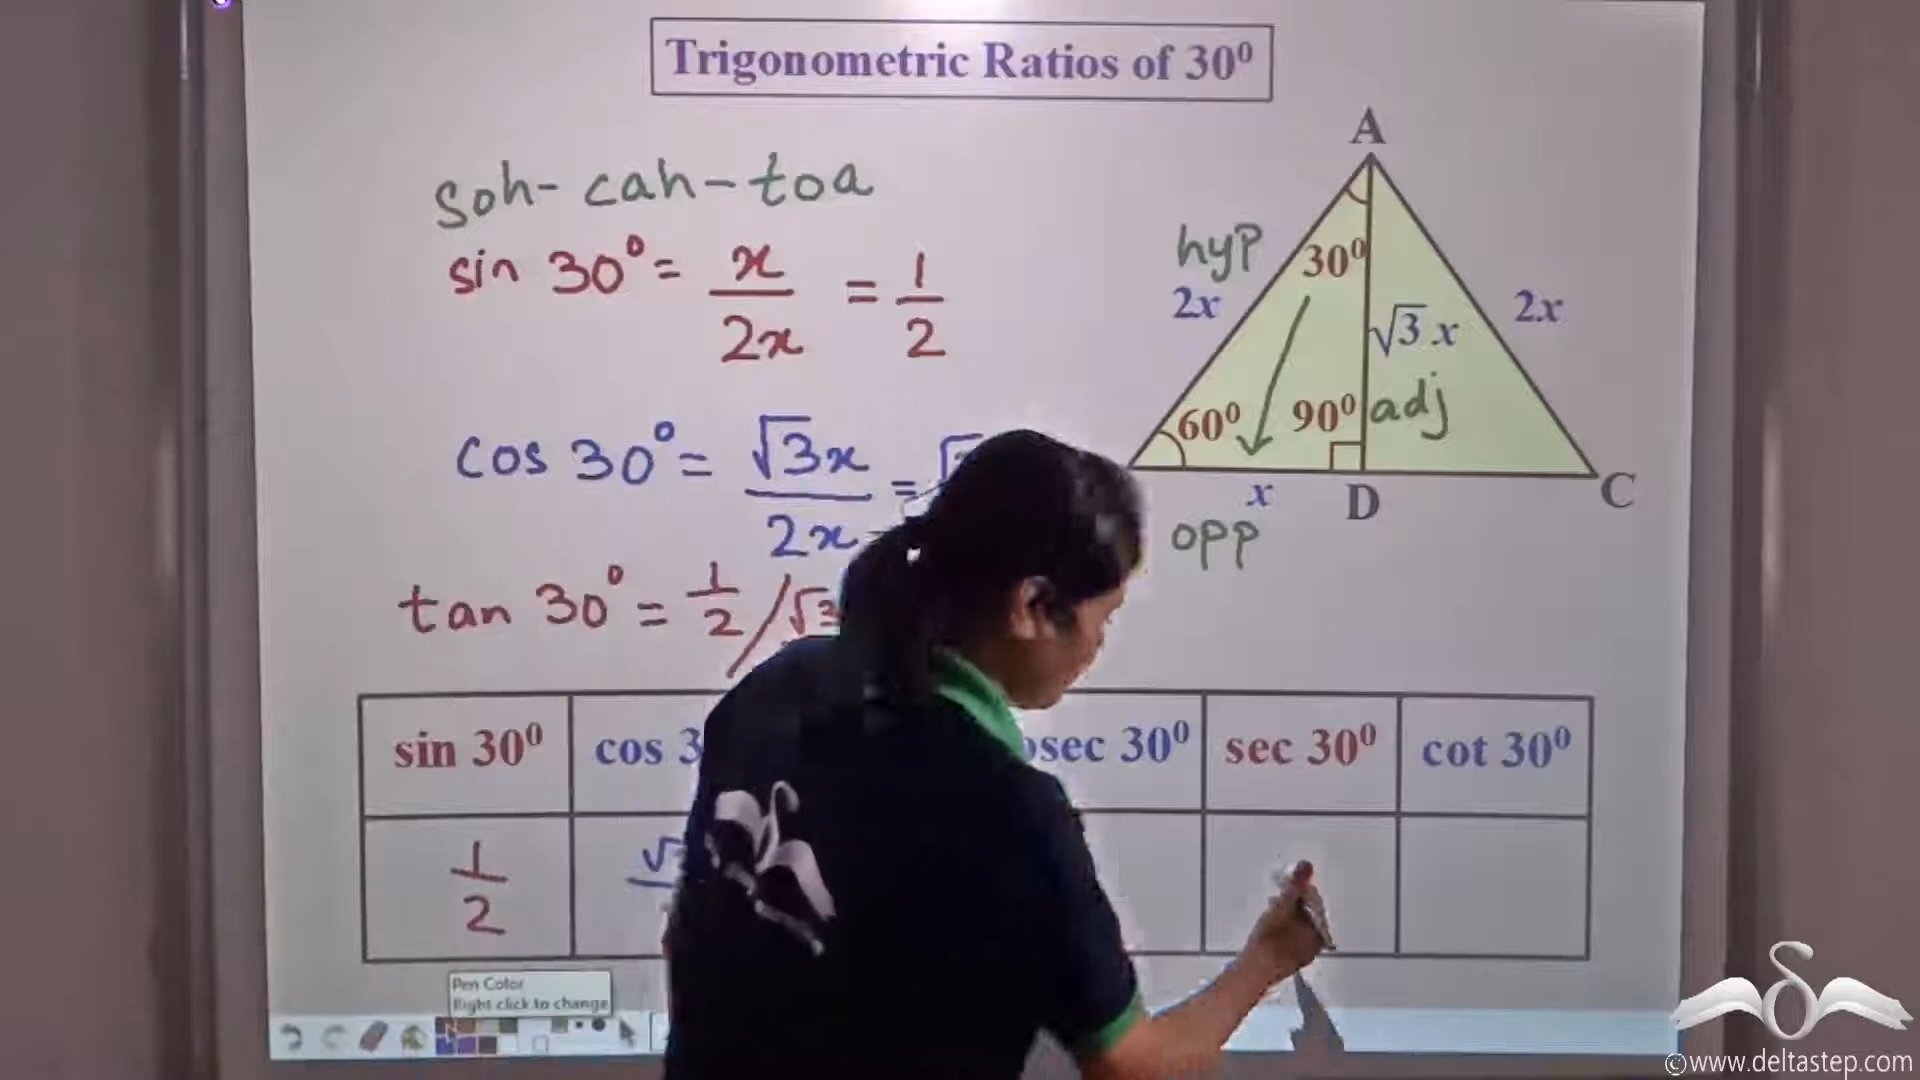 Trigonometric Ratios of 30⁰
A
soh-cah-toa
hyp
30⁰
sin 30° = x/2x = 1/2
2x
√3 x
2x
60⁰
90⁰
adj
cos 30° = √3x/2x =
x
D
C
opp
tan 30° = 1/2 / √3
sin 30⁰
cos 3
osec 30⁰
sec 30⁰
cot 30⁰
1/2
√
Pen Color
Right click to change
©www.deltastep.com